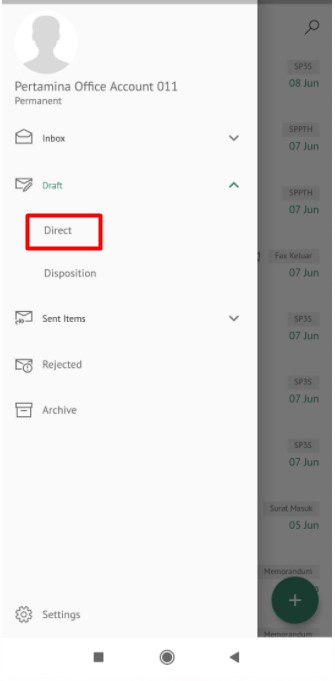 Pertamina Office Account 011
Permanent
Inbox
Draft
Direct
Disposition
Sent Items
Rejected
Archive
Settings
SP3S
08 Jun
SPPTH
07 Jun
SPPTH
07 Jun
Fax Keluar
07 Jun
SP3S
07 Jun
SP3S
07 Jun
SP3S
07 Jun
Surat Masuk
05 Jun
Memorandum
Memorandum